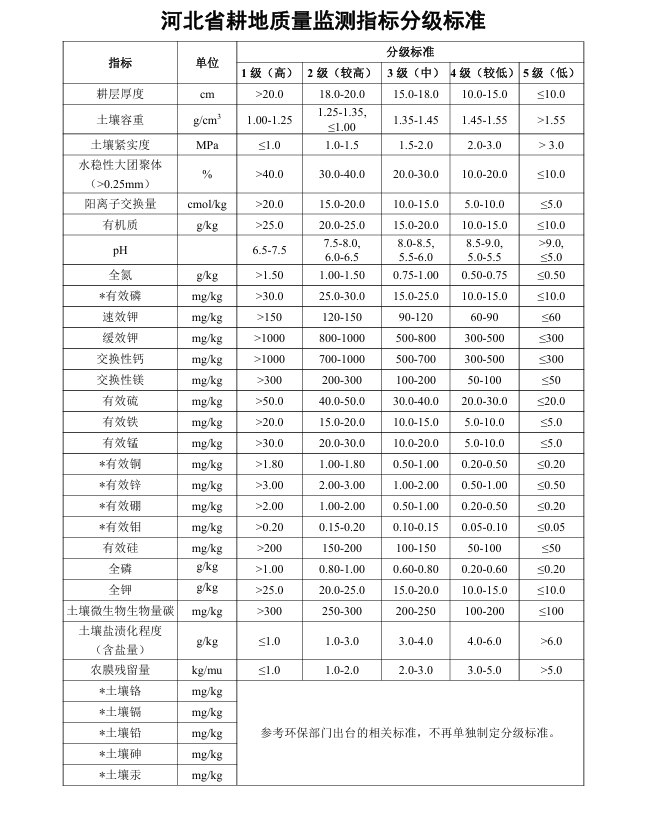 河北省耕地质量监测指标分级标准
指标 单位 分级标准
1 级（高） 2 级（较高） 3 级（中） 4 级（较低） 5 级（低）
耕层厚度 cm >20.0 18.0-20.0 15.0-18.0 10.0-15.0 ≤10.0
土壤容重 g/cm³ 1.00-1.25 1.25-1.35, ≤1.00 1.35-1.45 1.45-1.55 >1.55
土壤紧实度 MPa ≤1.0 1.0-1.5 1.5-2.0 2.0-3.0 > 3.0
水稳性大团聚体（>0.25mm） % >40.0 30.0-40.0 20.0-30.0 10.0-20.0 ≤10.0
阳离子交换量 cmol/kg >20.0 15.0-20.0 10.0-15.0 5.0-10.0 ≤5.0
有机质 g/kg >25.0 20.0-25.0 15.0-20.0 10.0-15.0 ≤10.0
pH 6.5-7.5 7.5-8.0, 6.0-6.5 8.0-8.5, 5.5-6.0 8.5-9.0, 5.0-5.5 >9.0, ≤5.0
全氮 g/kg >1.50 1.00-1.50 0.75-1.00 0.50-0.75 ≤0.50
*有效磷 mg/kg >30.0 25.0-30.0 15.0-25.0 10.0-15.0 ≤10.0
速效钾 mg/kg >150 120-150 90-120 60-90 ≤60
缓效钾 mg/kg >1000 800-1000 500-800 300-500 ≤300
交换性钙 mg/kg >1000 700-1000 500-700 300-500 ≤300
交换性镁 mg/kg >300 200-300 100-200 50-100 ≤50
有效硫 mg/kg >50.0 40.0-50.0 30.0-40.0 20.0-30.0 ≤20.0
有效铁 mg/kg >20.0 15.0-20.0 10.0-15.0 5.0-10.0 ≤5.0
有效锰 mg/kg >30.0 20.0-30.0 10.0-20.0 5.0-10.0 ≤5.0
*有效铜 mg/kg >1.80 1.00-1.80 0.50-1.00 0.20-0.50 ≤0.20
*有效锌 mg/kg >3.00 2.00-3.00 1.00-2.00 0.50-1.00 ≤0.50
*有效硼 mg/kg >2.00 1.00-2.00 0.50-1.00 0.20-0.50 ≤0.20
*有效钼 mg/kg >0.20 0.15-0.20 0.10-0.15 0.05-0.10 ≤0.05
有效硅 mg/kg >200 150-200 100-150 50-100 ≤50
全磷 g/kg >1.00 0.80-1.00 0.60-0.80 0.20-0.60 ≤0.20
全钾 g/kg >25.0 20.0-25.0 15.0-20.0 10.0-15.0 ≤10.0
土壤微生物生物量碳 mg/kg >300 250-300 200-250 100-200 ≤100
土壤盐渍化程度（含盐量） g/kg ≤1.0 1.0-3.0 3.0-4.0 4.0-6.0 >6.0
农膜残留量 kg/mu ≤1.0 1.0-2.0 2.0-3.0 3.0-5.0 >5.0
*土壤铬 mg/kg
*土壤镉 mg/kg
*土壤铅 mg/kg 参考环保部门出台的相关标准，不再单独制定分级标准。
*土壤砷 mg/kg
*土壤汞 mg/kg